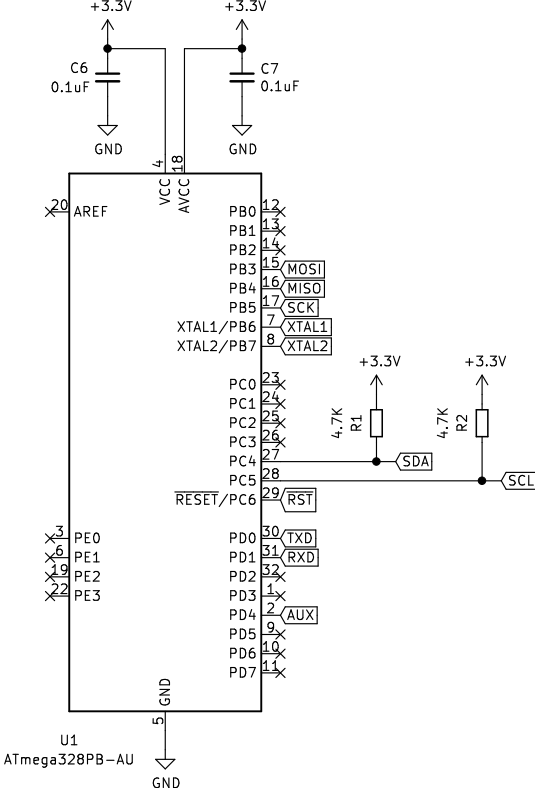 +3.3V +3.3V
C6 C7
0.1uF 0.1uF
GND GND
4 18
VCC AVCC
20 AREF
PB0 12
PB1 13
PB2 14
PB3 15 MOSI
PB4 16 MISO
PB5 17 SCK
XTAL1/PB6 7 XTAL1
XTAL2/PB7 8 XTAL2
+3.3V +3.3V
PC0 23
PC1 24
PC2 25
PC3 26
4.7K R1 4.7K R2
PC4 27 SDA
PC5 28 SCL
RESET/PC6 29 RST
3 PE0 PD0 30 TXD
6 PE1 PD1 31 RXD
19 PE2 PD2 32
22 PE3 PD3 1
PD4 2 AUX
PD5 9
PD6 10
PD7 11
GND
5
U1
ATmega328PB-AU
GND